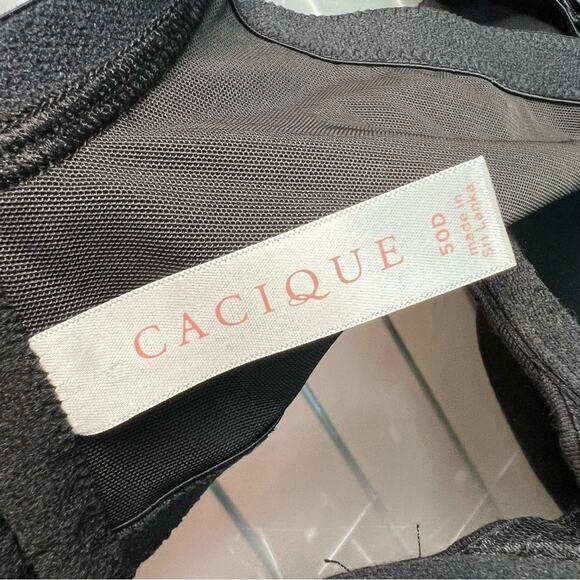 CACIQUE
50D
made in
Sri Lanka